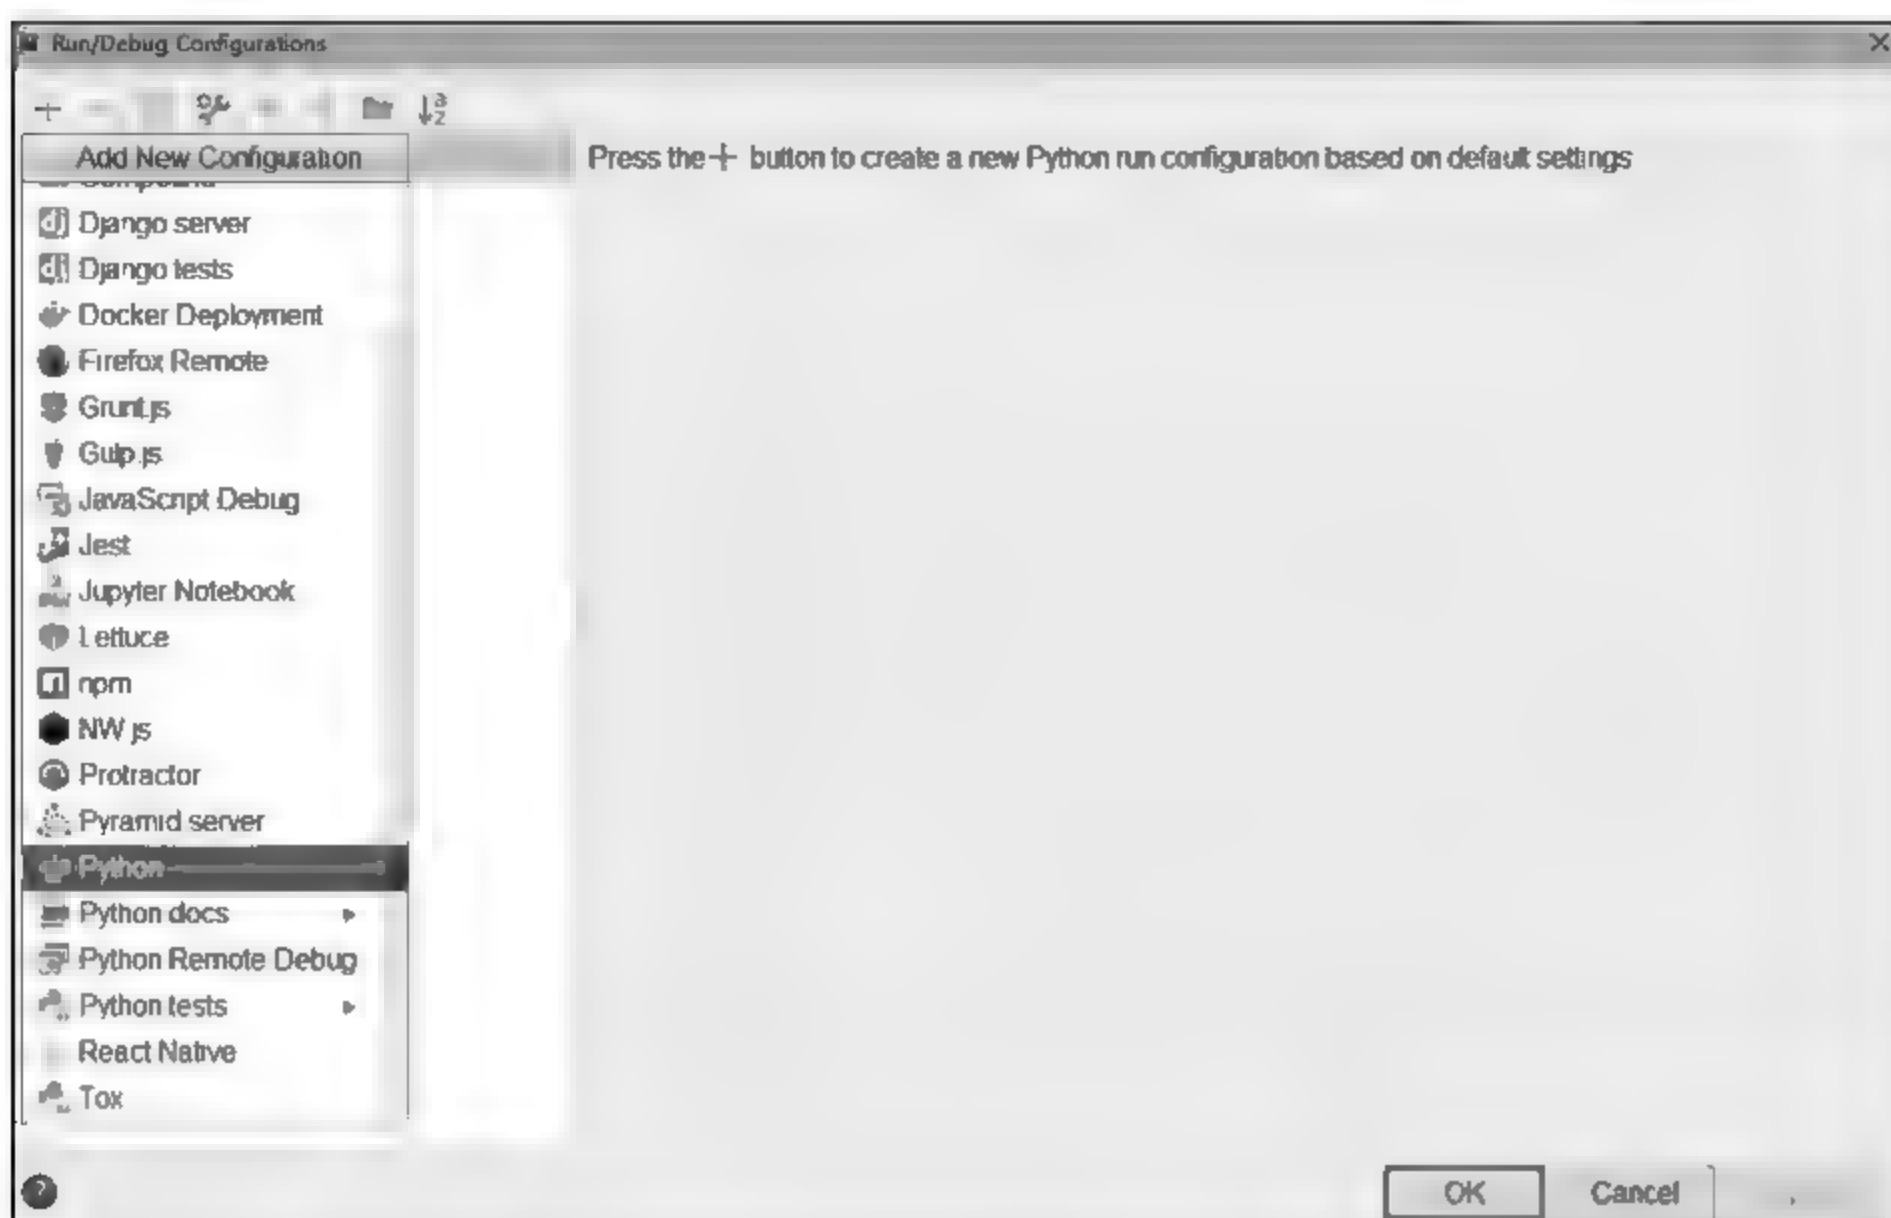 Run/Debug Configurations
Add New Configuration
Press the + button to create a new Python run configuration based on default settings
Compound
Django server
Django tests
Docker Deployment
Firefox Remote
Grunt.js
Gulp.js
JavaScript Debug
Jest
Jupyter Notebook
Lettuce
npm
NW.js
Protractor
Pyramid server
Python
Python docs
Python Remote Debug
Python tests
React Native
Tox
OK
Cancel